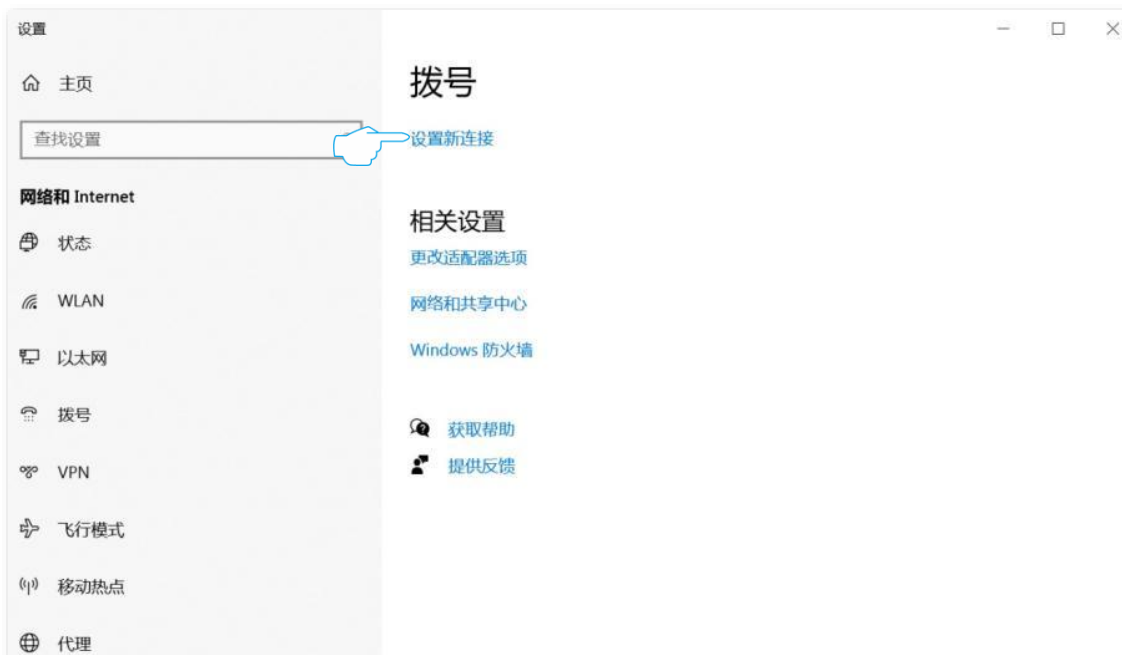 设置
主页
查找设置
网络和 Internet
状态
WLAN
以太网
拨号
VPN
飞行模式
移动热点
代理
拨号
设置新连接
相关设置
更改适配器选项
网络和共享中心
Windows 防火墙
获取帮助
提供反馈